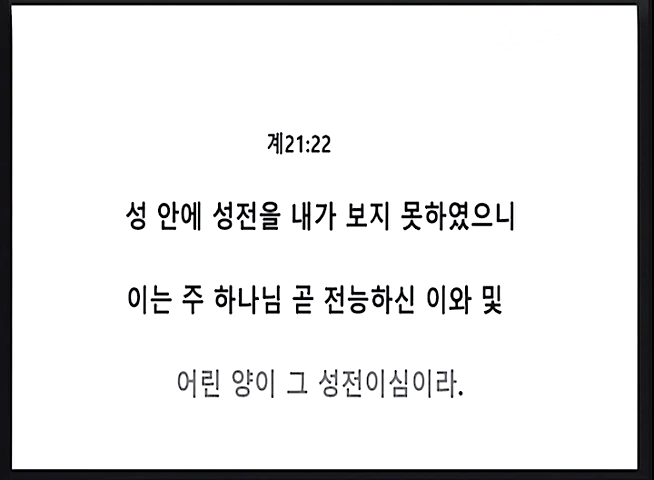 계21:22
성 안에 성전을 내가 보지 못하였으니
이는 주 하나님 곧 전능하신 이와 및
어린 양이 그 성전이심이라.